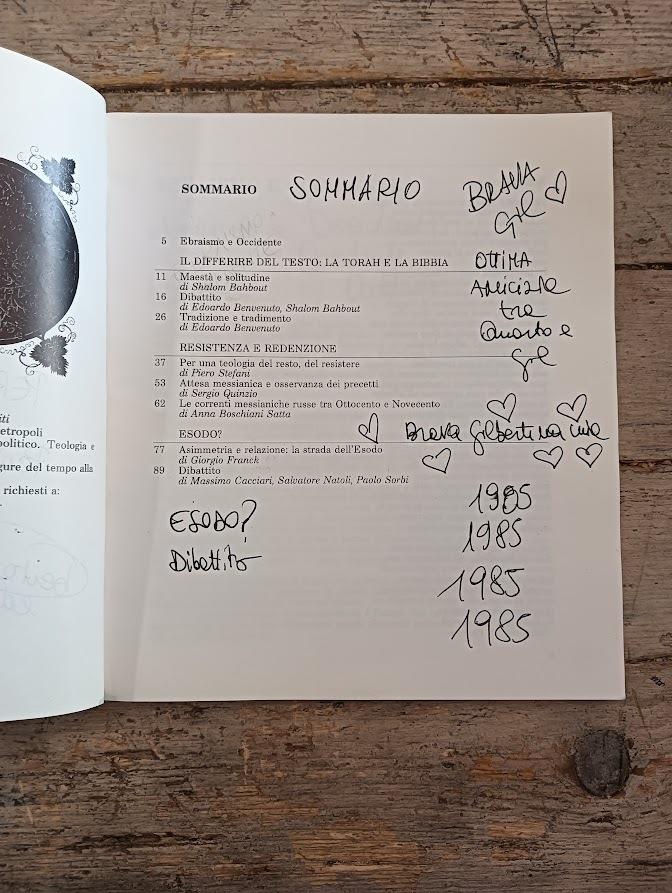 iti
etropoli
politico. Teologia e
gure del tempo alla
richiesti a:
SOMMARIO SOMMARIO
BRAVA
Gil
5 Ebraismo e Occidente
IL DIFFERIRE DEL TESTO: LA TORAH E LA BIBBIA
OTTIMA
11 Maestà e solitudine
di Shalom Bahbout
16 Dibattito
di Edoardo Benvenuto, Shalom Bahbout
26 Tradizione e tradimento
di Edoardo Benvenuto
Amicizia
tra
e
Gil
RESISTENZA E REDENZIONE
37 Per una teologia del resto, del resistere
di Piero Stefani
53 Attesa messianica e osservanza dei precetti
di Sergio Quinzio
62 Le correnti messianiche russe tra Ottocento e Novecento
di Anna Boschiani Satta
ESODO?
Brava Gilbertina
77 Asimmetria e relazione: la strada dell'Esodo
di Giorgio Franck
89 Dibattito
di Massimo Cacciari, Salvatore Natoli, Paolo Sorbi
ESODO?
Dibattito
1985
1985
1985
1985